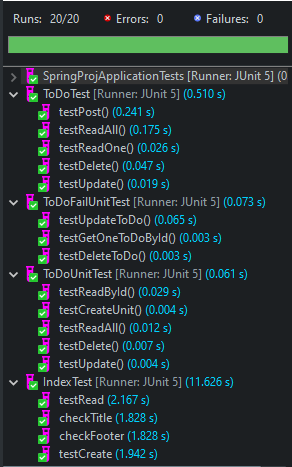 Runs: 20/20 Errors: 0 Failures: 0
SpringProjApplicationTests [Runner: JUnit 5] (0
ToDoTest [Runner: JUnit 5] (0.510 s)
testPost() (0.241 s)
testReadAll() (0.175 s)
testReadOne() (0.026 s)
testDelete() (0.047 s)
testUpdate() (0.019 s)
ToDoFailUnitTest [Runner: JUnit 5] (0.073 s)
testUpdateToDo() (0.065 s)
testGetOneToDoById() (0.003 s)
testDeleteToDo() (0.003 s)
ToDoUnitTest [Runner: JUnit 5] (0.061 s)
testReadById() (0.029 s)
testCreateUnit() (0.004 s)
testReadAll() (0.012 s)
testDelete() (0.007 s)
testUpdate() (0.004 s)
IndexTest [Runner: JUnit 5] (11.626 s)
testRead (2.167 s)
checkTitle (1.828 s)
checkFooter (1.828 s)
testCreate (1.942 s)